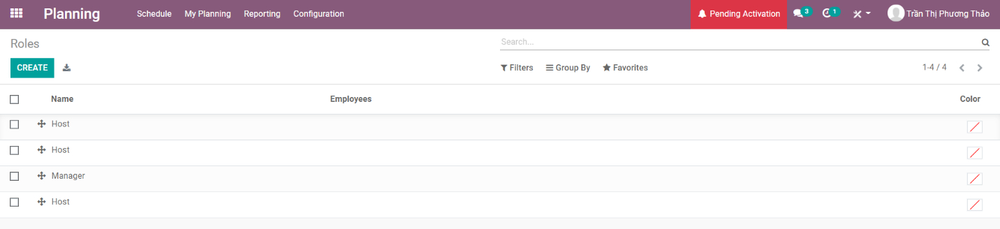 Planning Schedule My Planning Reporting Configuration Pending Activation 3 1 Trần Thị Phương Thảo
Roles Search...
CREATE Filters Group By Favorites 1-4 / 4
Name Employees Color
Host
Host
Manager
Host